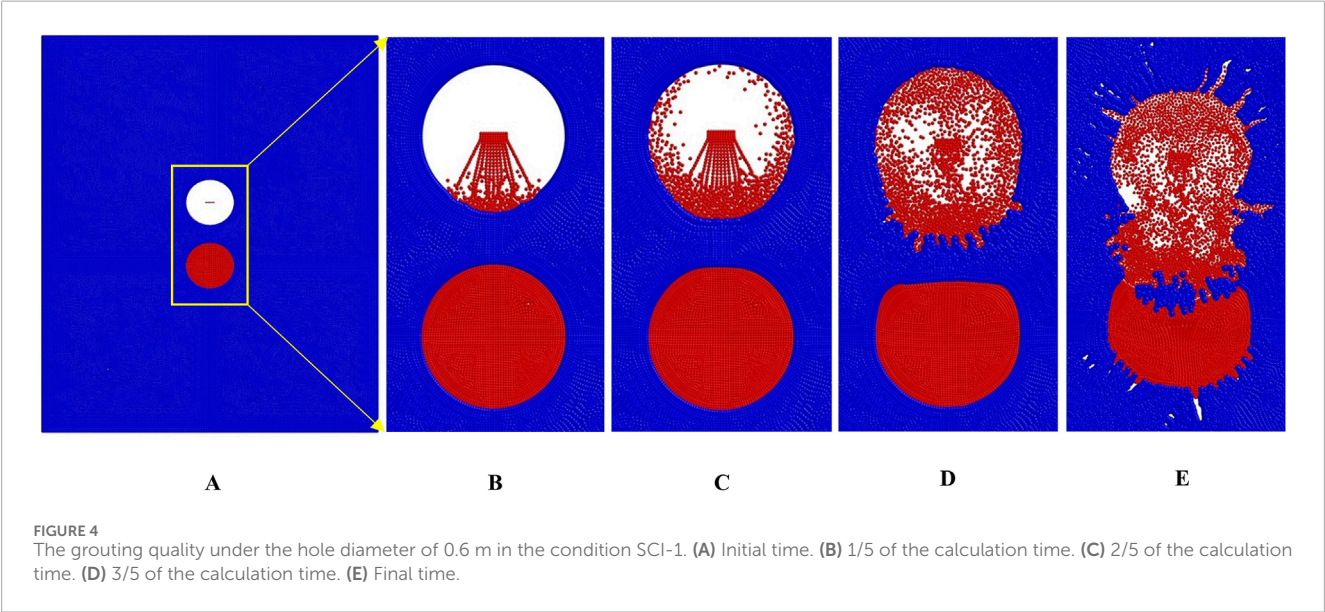 A B C D E
FIGURE 4
The grouting quality under the hole diameter of 0.6 m in the condition SCI-1. (A) Initial time. (B) 1/5 of the calculation time. (C) 2/5 of the calculation
time. (D) 3/5 of the calculation time. (E) Final time.